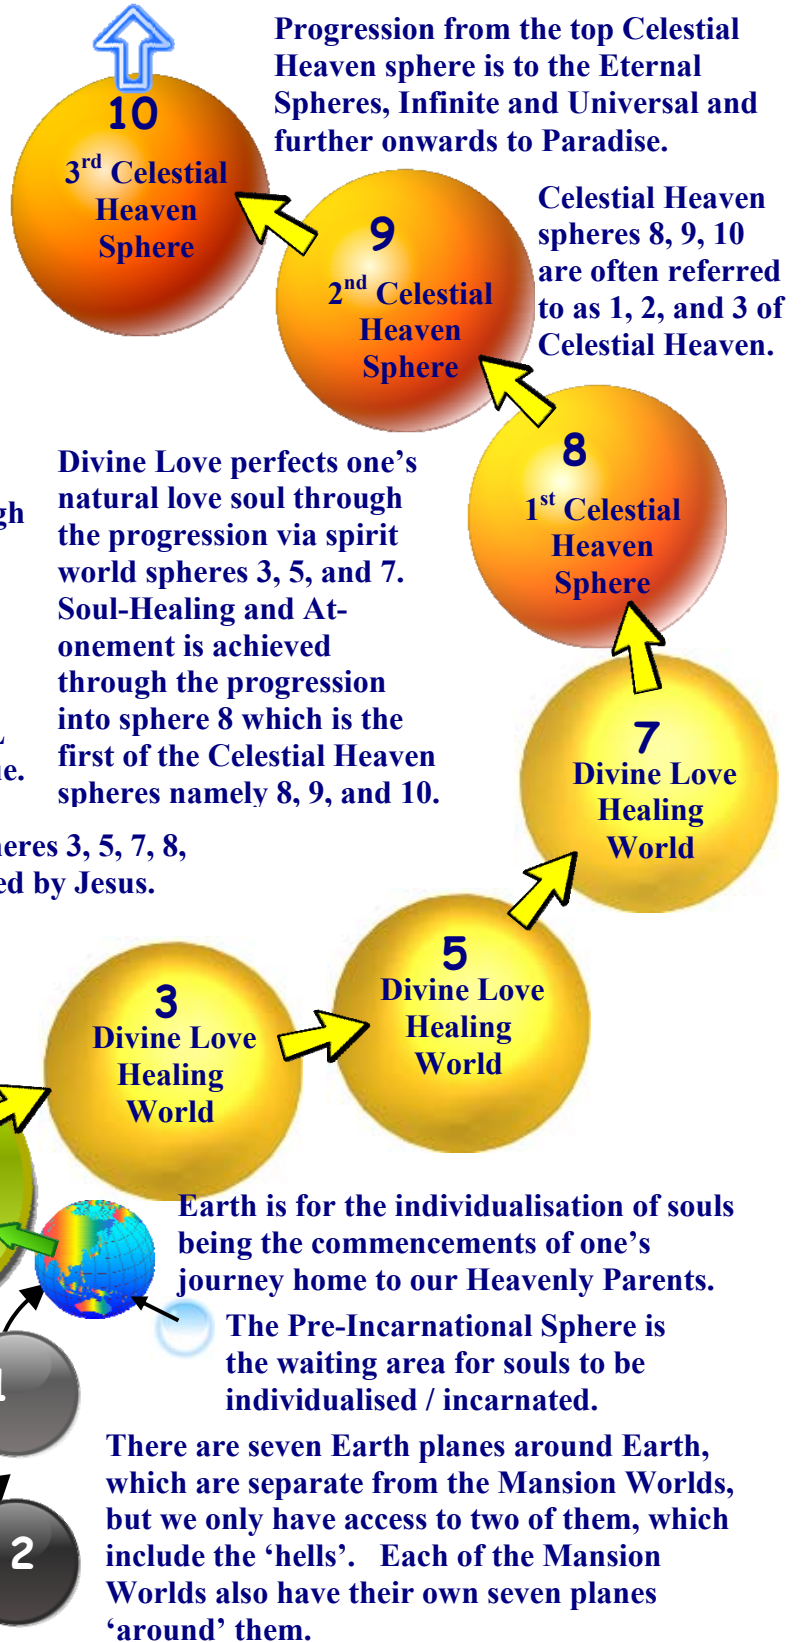 Progression from the top Celestial
Heaven sphere is to the Eternal
Spheres, Infinite and Universal and
further onwards to Paradise.
10
3rd Celestial
Heaven
Sphere
Celestial Heaven
spheres 8, 9, 10
are often referred
to as 1, 2, and 3 of
Celestial Heaven.
9
2nd Celestial
Heaven
Sphere
8
1st Celestial
Heaven
Sphere
Divine Love perfects one's
natural love soul through
the progression via spirit
world spheres 3, 5, and 7.
Soul-Healing and At-
onement is achieved
through the progression
into sphere 8 which is the
first of the Celestial Heaven
spheres namely 8, 9, and 10.
7
Divine Love
Healing
World
3, 5, 7, 8,
by Jesus.
5
Divine Love
Healing
World
3
Divine Love
Healing
World
Earth is for the individualisation of souls
being the commencements of one's
journey home to our Heavenly Parents.
The Pre-Incarnational Sphere is
the waiting area for souls to be
individualised / incarnated.
1
There are seven Earth planes around Earth,
which are separate from the Mansion Worlds,
but we only have access to two of them, which
include the 'hells'. Each of the Mansion
Worlds also have their own seven planes
'around' them.
2